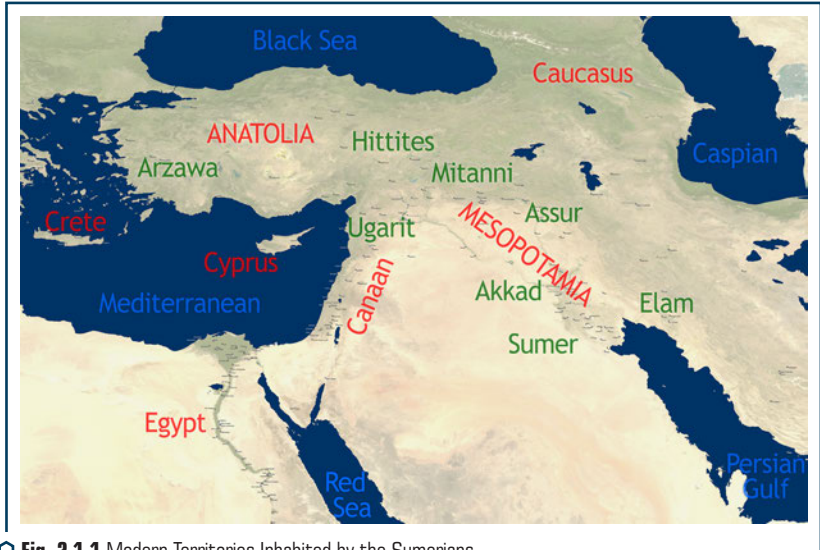 Black Sea
Caucasus
ANATOLIA
Hittites
Caspian
Arzawa
Mitanni
Crete
Assur
Ugarit
MESOPOTAMIA
Cyprus
Canaan
Akkad
Mediterranean
Elam
Sumer
Egypt
Persian
Gulf
Red
Sea
Fig. 2.1.1 Modern Territories Inhabited by the Sumerians